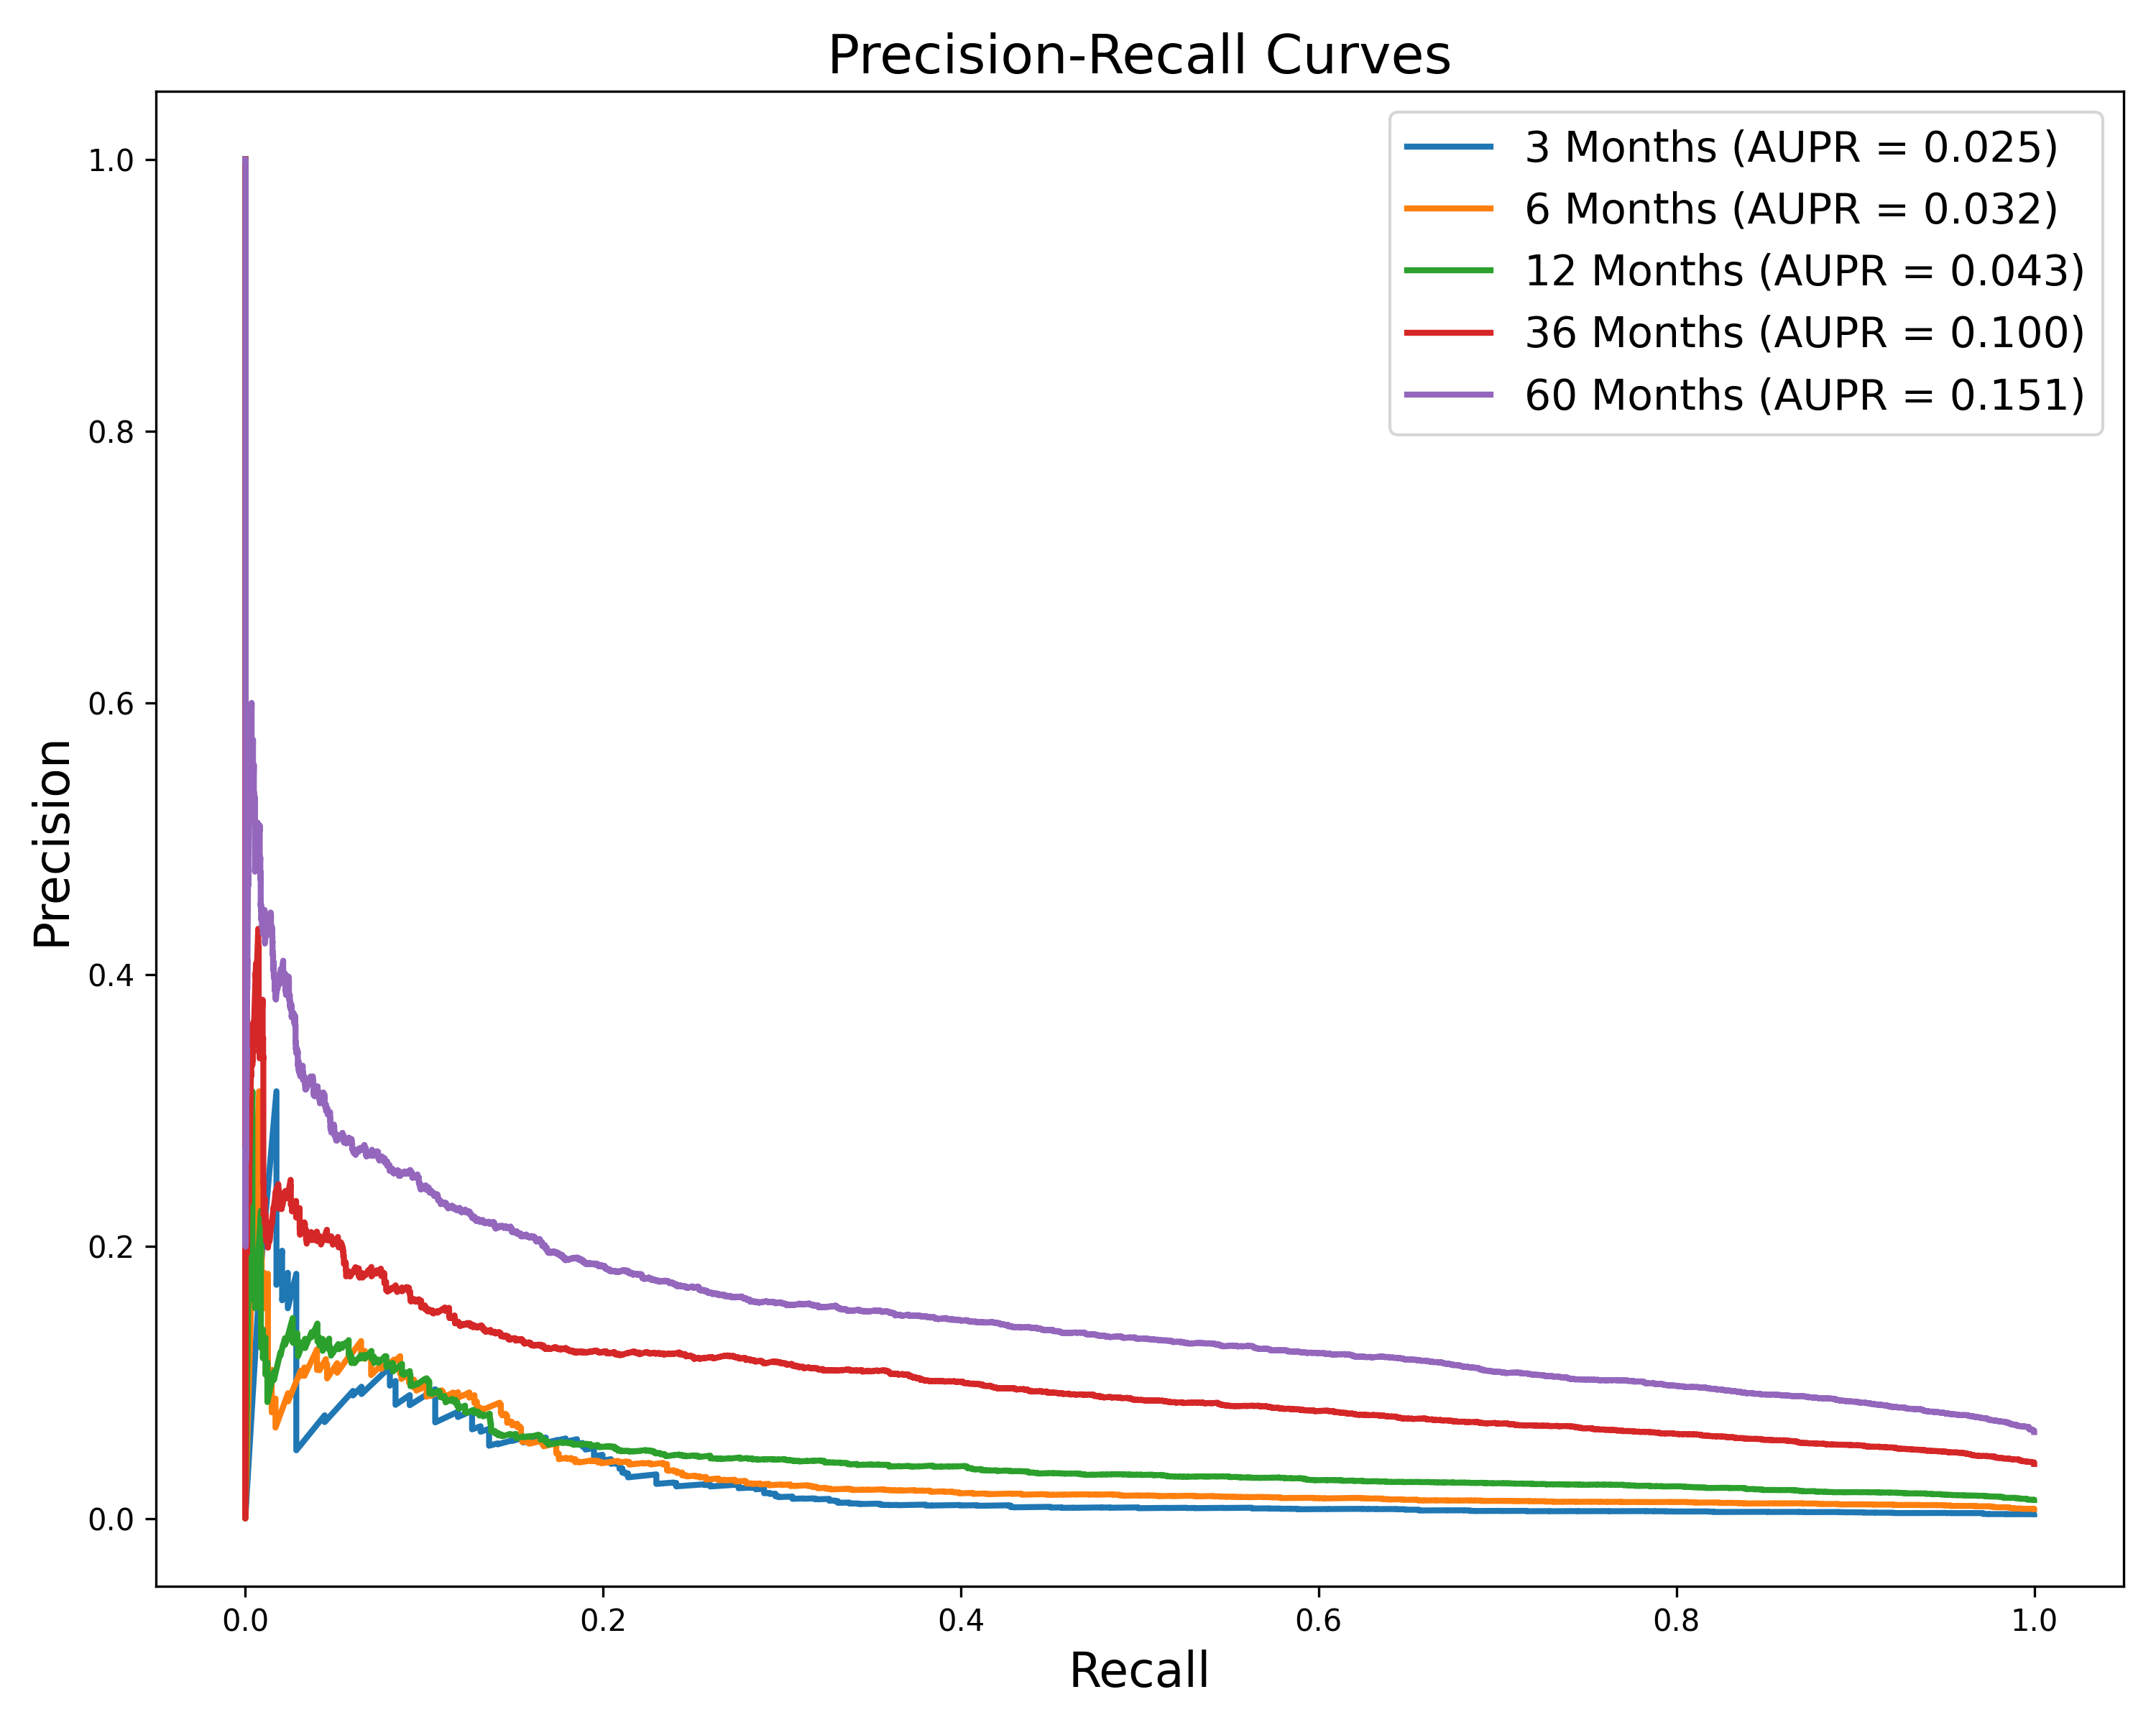 Precision-Recall Curves
3 Months (AUPR = 0.025)
6 Months (AUPR = 0.032)
12 Months (AUPR = 0.043)
36 Months (AUPR = 0.100)
60 Months (AUPR = 0.151)
Precision
1.0
0.8
0.6
0.4
0.2
0.0
0.0 0.2 0.4 0.6 0.8 1.0
Recall